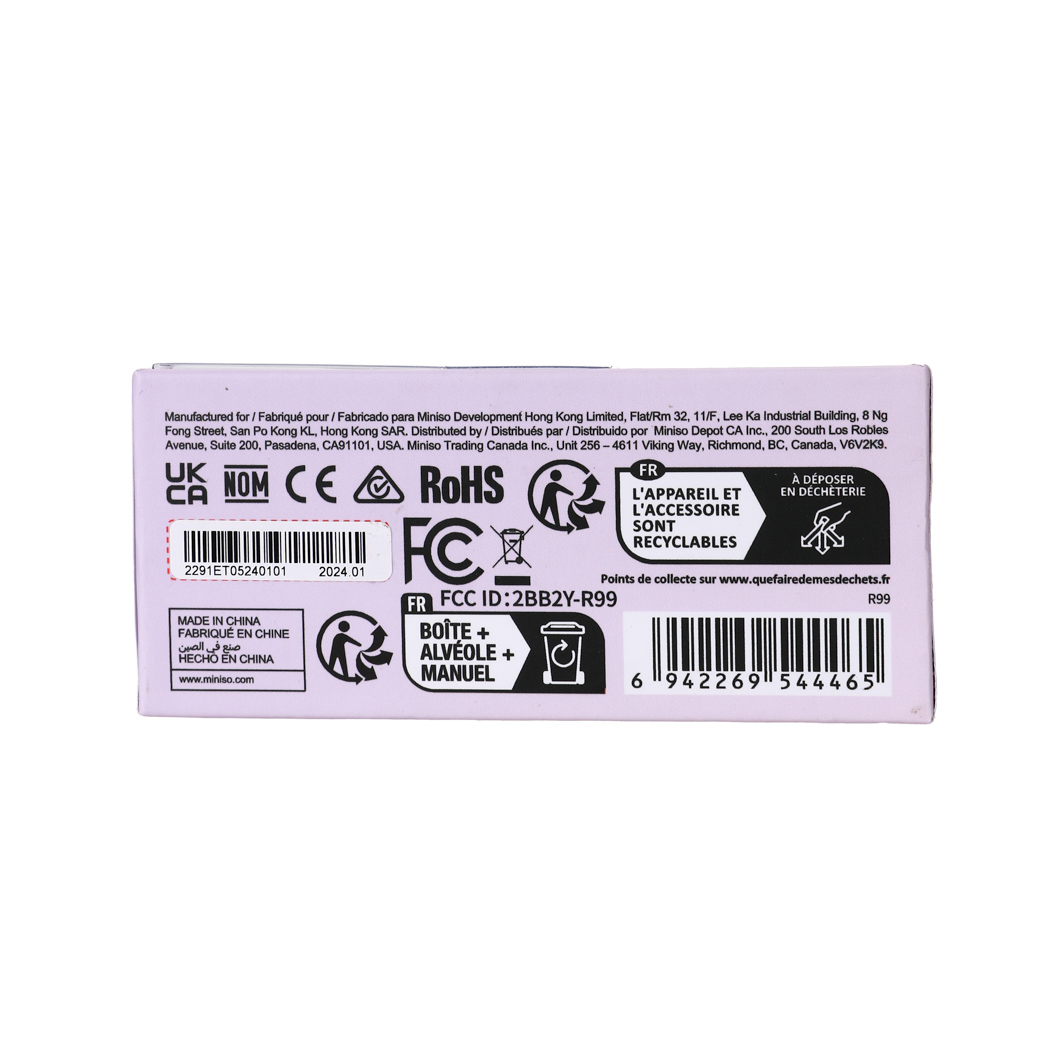 Manufactured for / Fabriqué pour / Fabricado para Miniso Development Hong Kong Limited, Flat/Rm 32, 11/F, Lee Ka Industrial Building, 8 Ng
Fong Street, San Po Kong KL, Hong Kong SAR. Distributed by / Distribués par / Distribuido por Miniso Depot CA Inc., 200 South Los Robles
Avenue, Suite 200, Pasadena, CA91101, USA. Miniso Trading Canada Inc., Unit 256 – 4611 Viking Way, Richmond, BC, Canada, V6V2K9.
UK
CA
NOM
CE
RoHS
FR
L'APPAREIL ET
L'ACCESSOIRE
SONT
RECYCLABLES
À DÉPOSER
EN DÉCHÈTERIE
Points de collecte sur www.quefairedemesdechets.fr
2291ET05240101 2024.01
FC
FCC ID:2BB2Y-R99
R99
MADE IN CHINA
FABRIQUÉ EN CHINE
صنع في الصين
HECHO EN CHINA
www.miniso.com
FR
BOÎTE +
ALVÉOLE +
MANUEL
6 942269 544465